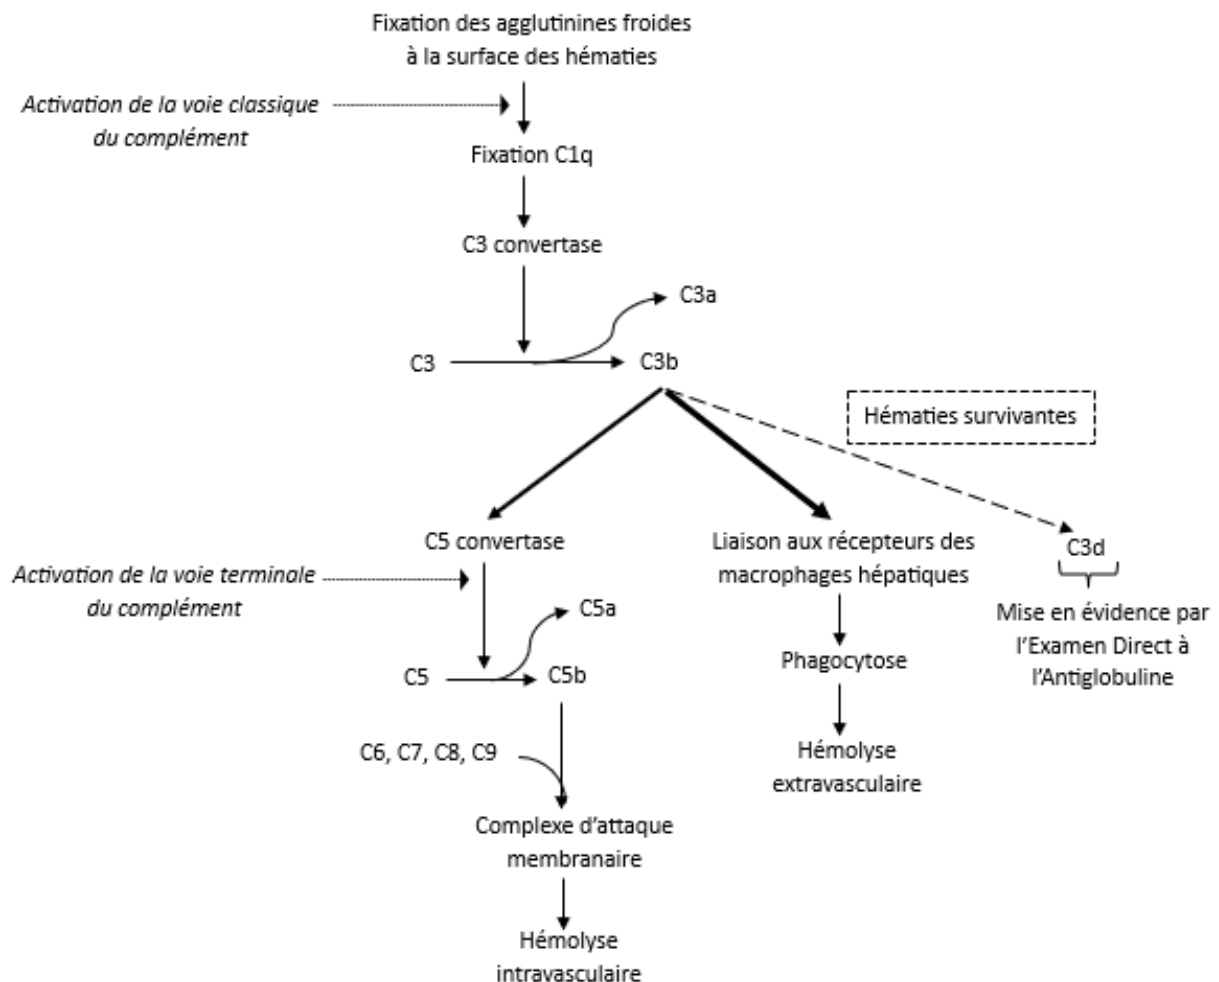 Fixation des agglutinines froides
à la surface des hématies
Activation de la voie classique
du complément
Fixation C1q
C3 convertase
C3a
C3
C3b
Hématies survivantes
C5 convertase
Liaison aux récepteurs des
macrophages hépatiques
C3d
Activation de la voie terminale
du complément
C5a
Mise en évidence par
l'Examen Direct à
l'Antiglobuline
C5
C5b
Phagocytose
C6, C7, C8, C9
Hémolyse
extravasculaire
Complexe d'attaque
membranaire
Hémolyse
intravasculaire